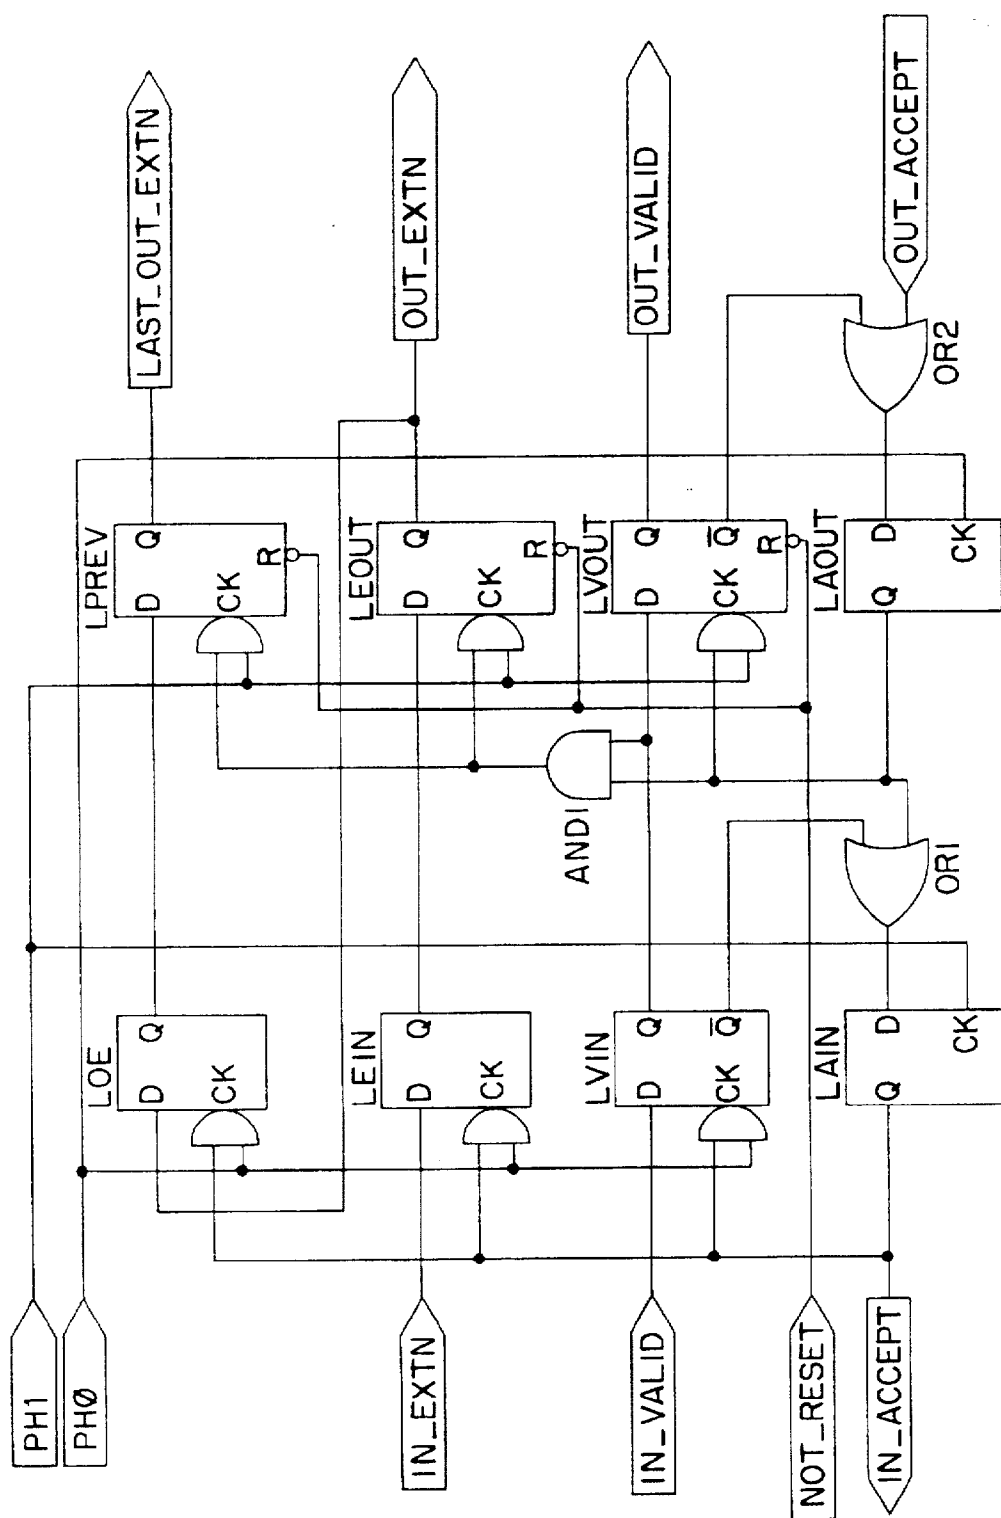 PH1
PHØ
IN_EXTN
IN_VALID
NOT_RESET
IN_ACCEPT
LOE
D
Q
CK
LEIN
D
Q
CK
LVIN
D
Q
CK
Q̅
LAIN
Q
D
CK
AND1
OR1
LPREV
D
Q
CK
R
LEOUT
D
Q
CK
R
LVOUT
D
Q
CK
Q̅
R
LAOUT
Q
D
CK
OR2
LAST_OUT_EXTN
OUT_EXTN
OUT_VALID
OUT_ACCEPT